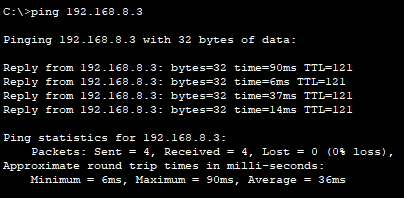 C:\>ping 192.168.8.3
Pinging 192.168.8.3 with 32 bytes of data:
Reply from 192.168.8.3: bytes=32 time=90ms TTL=121
Reply from 192.168.8.3: bytes=32 time=6ms TTL=121
Reply from 192.168.8.3: bytes=32 time=37ms TTL=121
Reply from 192.168.8.3: bytes=32 time=14ms TTL=121
Ping statistics for 192.168.8.3:
    Packets: Sent = 4, Received = 4, Lost = 0 (0% loss),
Approximate round trip times in milli-seconds:
    Minimum = 6ms, Maximum = 90ms, Average = 36ms